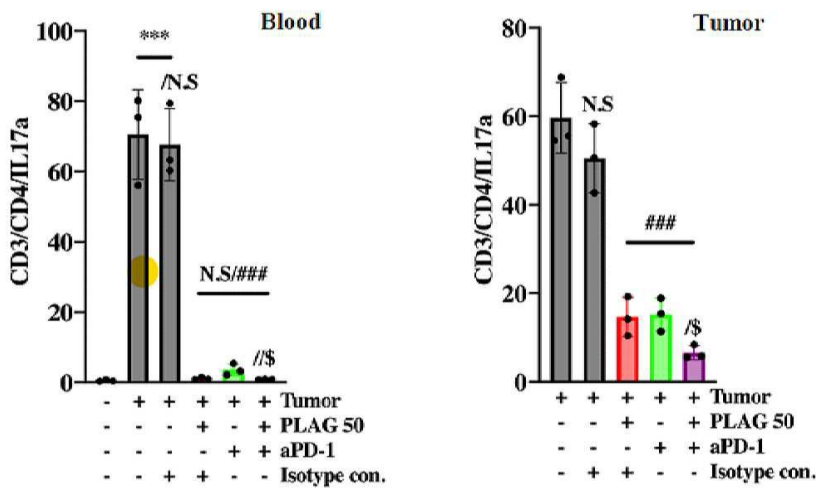 Blood
CD3/CD4/IL17a
100
80
60
40
20
0
***
/N.S
N.S/###
//$
- + + + + + Tumor
- - - + - + PLAG 50
- - - - + + aPD-1
- - + + - - Isotype con.
Tumor
CD3/CD4/IL17a
80
60
40
20
0
N.S
###
/$
+ + + + + Tumor
- - + - + PLAG 50
- - - + + aPD-1
- + + - - Isotype con.